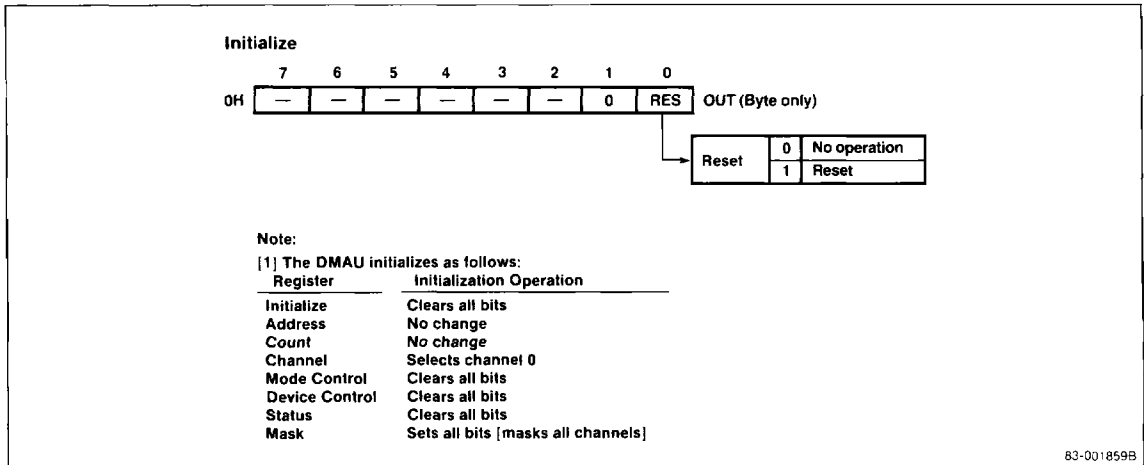 Initialize
7 6 5 4 3 2 1 0
0H — — — — — — 0 RES OUT (Byte only)
Reset 0 No operation
1 Reset
Note:
[1] The DMAU initializes as follows:
Register Initialization Operation
Initialize Clears all bits
Address No change
Count No change
Channel Selects channel 0
Mode Control Clears all bits
Device Control Clears all bits
Status Clears all bits
Mask Sets all bits [masks all channels]
83-001859B